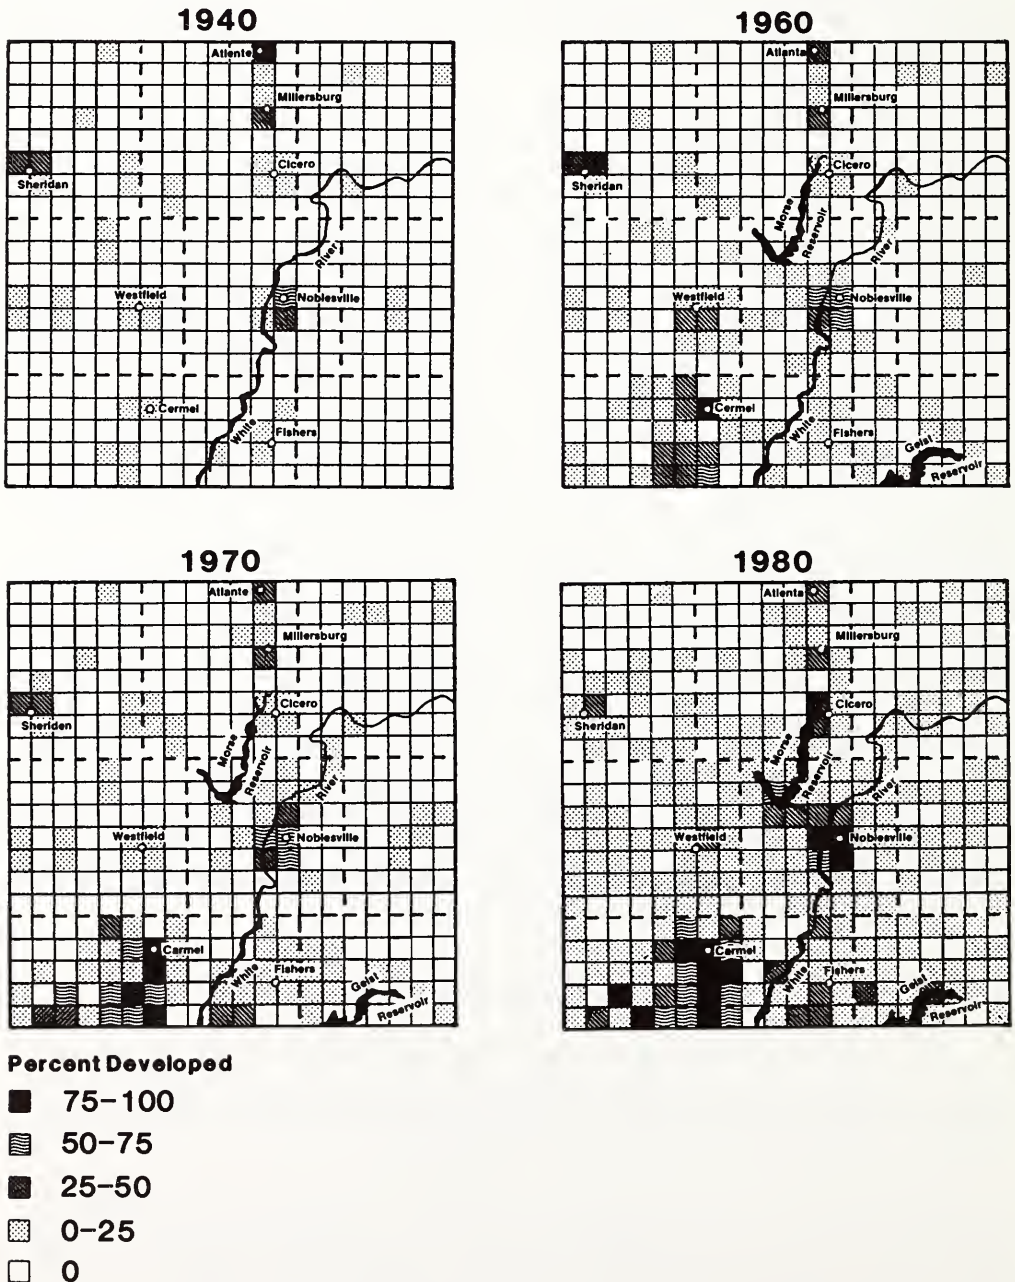 1940
Atlante
Millersburg
Cicero
Sheridan
River
Westfield
Noblesville
Cermel
White
Fishers
1960
Atlanta
Millersburg
Cicero
Sheridan
Morse
Reservoir
River
Westfield
Noblesville
Carmel
White
Fishers
Geist
Reservoir
1970
Atlante
Millersburg
Cicero
Sheriden
Morse
Reservoir
River
Westfield
Noblesville
Carmel
White
Fishers
Geist
Reservoir
1980
Atlenta
Millersburg
Cicero
Sheridan
Morse
Reservoir
River
Westfield
Noblesville
Carmel
White
Fishers
Geist
Reservoir
Percent Developed
75-100
50-75
25-50
0-25
0